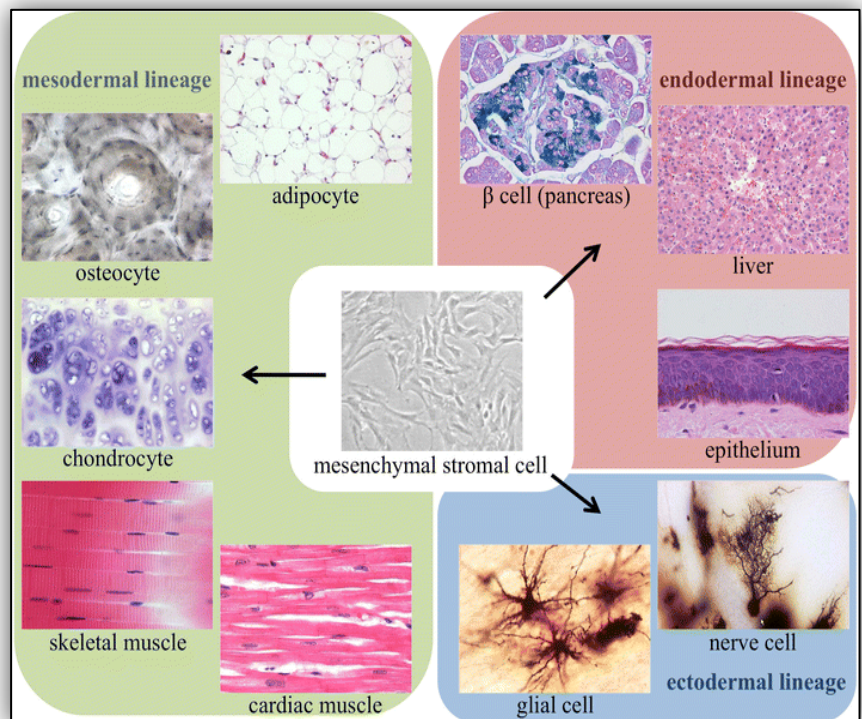 mesodermal lineage
adipocyte
osteocyte
chondrocyte
skeletal muscle
cardiac muscle
mesenchymal stromal cell
endodermal lineage
β cell (pancreas)
liver
epithelium
glial cell
nerve cell
ectodermal lineage